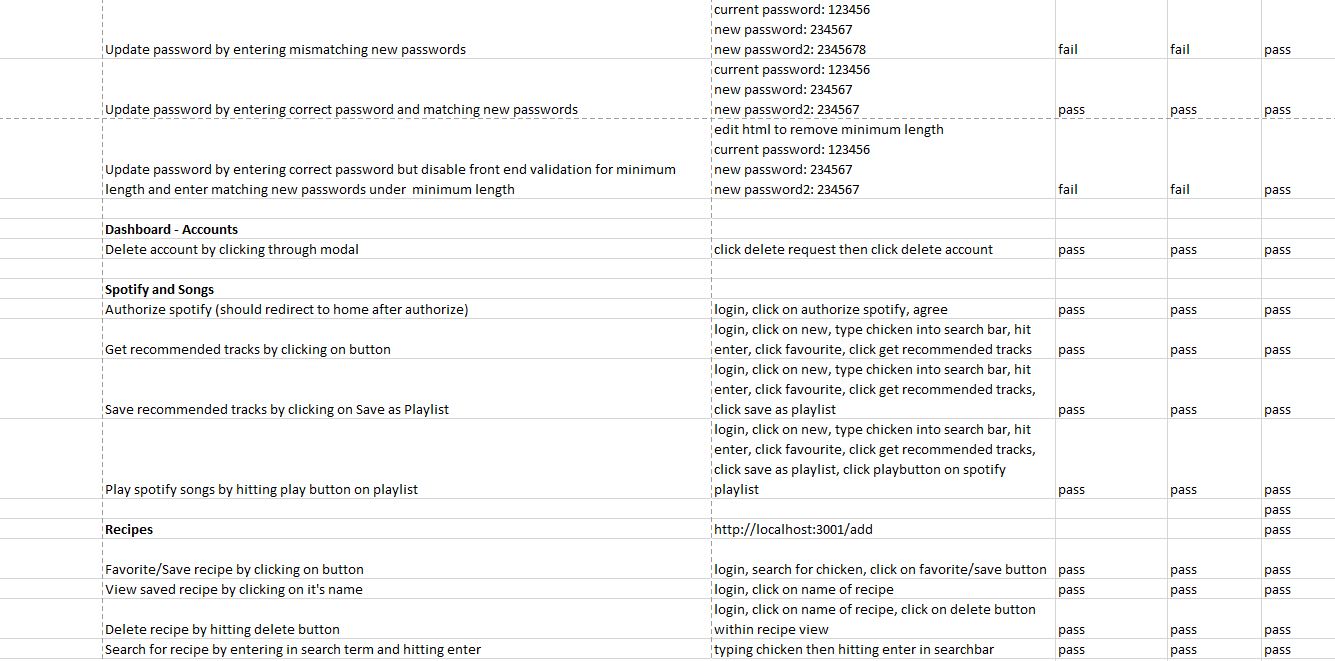 current password: 123456
new password: 234567
Update password by entering mismatching new passwords new password2: 2345678 fail fail pass
current password: 123456
new password: 234567
Update password by entering correct password and matching new passwords new password2: 234567 pass pass pass
edit html to remove minimum length
current password: 123456
Update password by entering correct password but disable front end validation for minimum new password: 234567
length and enter matching new passwords under minimum length new password2: 234567 fail fail pass
Dashboard - Accounts
Delete account by clicking through modal click delete request then click delete account pass pass pass
Spotify and Songs
Authorize spotify (should redirect to home after authorize) login, click on authorize spotify, agree pass pass pass
login, click on new, type chicken into search bar, hit
Get recommended tracks by clicking on button enter, click favourite, click get recommended tracks pass pass pass
login, click on new, type chicken into search bar, hit
enter, click favourite, click get recommended tracks,
Save recommended tracks by clicking on Save as Playlist click save as playlist pass pass pass
login, click on new, type chicken into search bar, hit
enter, click favourite, click get recommended tracks,
click save as playlist, click playbutton on spotify
Play spotify songs by hitting play button on playlist playlist pass pass pass
pass
Recipes http://localhost:3001/add pass
Favorite/Save recipe by clicking on button login, search for chicken, click on favorite/save button pass pass pass
View saved recipe by clicking on it's name login, click on name of recipe pass pass pass
login, click on name of recipe, click on delete button
Delete recipe by hitting delete button within recipe view pass pass pass
Search for recipe by entering in search term and hitting enter typing chicken then hitting enter in searchbar pass pass pass